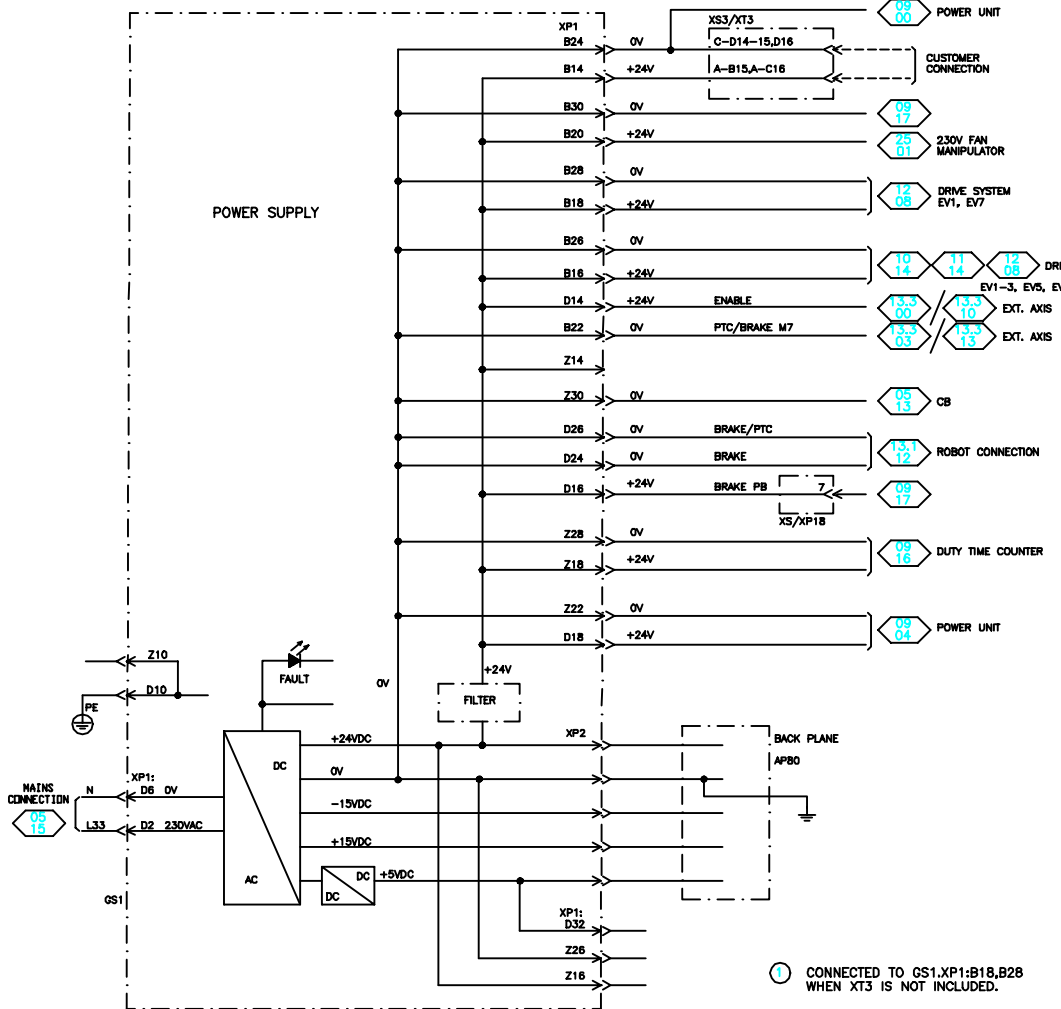 09
00
POWER UNIT
XP1
XS3/XT3
B24
0V
C-D14-15,D16
B14
+24V
A-B15,A-C16
CUSTOMER
CONNECTION
B30
0V
09
17
B20
+24V
25
01
230V FAN
MANIPULATOR
B28
0V
B18
+24V
12
08
DRIVE SYSTEM
EV1, EV7
POWER SUPPLY
B26
0V
B16
+24V
10
14
11
14
12
08
DRI
EV1-3, EV5, EV
D14
+24V
ENABLE
13.3
00
/
13.3
10
EXT. AXIS
B22
0V
PTC/BRAKE M7
13.3
03
/
13.3
13
EXT. AXIS
Z14
Z30
0V
05
13
CB
D26
0V
BRAKE/PTC
D24
0V
BRAKE
13.1
12
ROBOT CONNECTION
D16
+24V
BRAKE PB
7
09
17
XS/XP18
Z28
0V
Z18
+24V
09
16
DUTY TIME COUNTER
Z22
0V
D18
+24V
09
04
POWER UNIT
Z10
D10
PE
FAULT
0V
+24V
FILTER
+24VDC
XP2
BACK PLANE
AP80
DC
0V
MAINS
CONNECTION
05
15
N
XP1:
D6 0V
-15VDC
L33
D2 230VAC
+15VDC
AC
DC
DC
+5VDC
GS1
XP1:
D32
Z26
Z16
1 CONNECTED TO GS1.XP1:B18,B28
WHEN XT3 IS NOT INCLUDED.